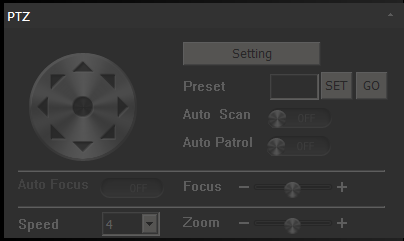 PTZ
Setting
Preset SET GO
Auto Scan OFF
Auto Patrol OFF
Auto Focus OFF Focus - +
Speed 4 Zoom - +